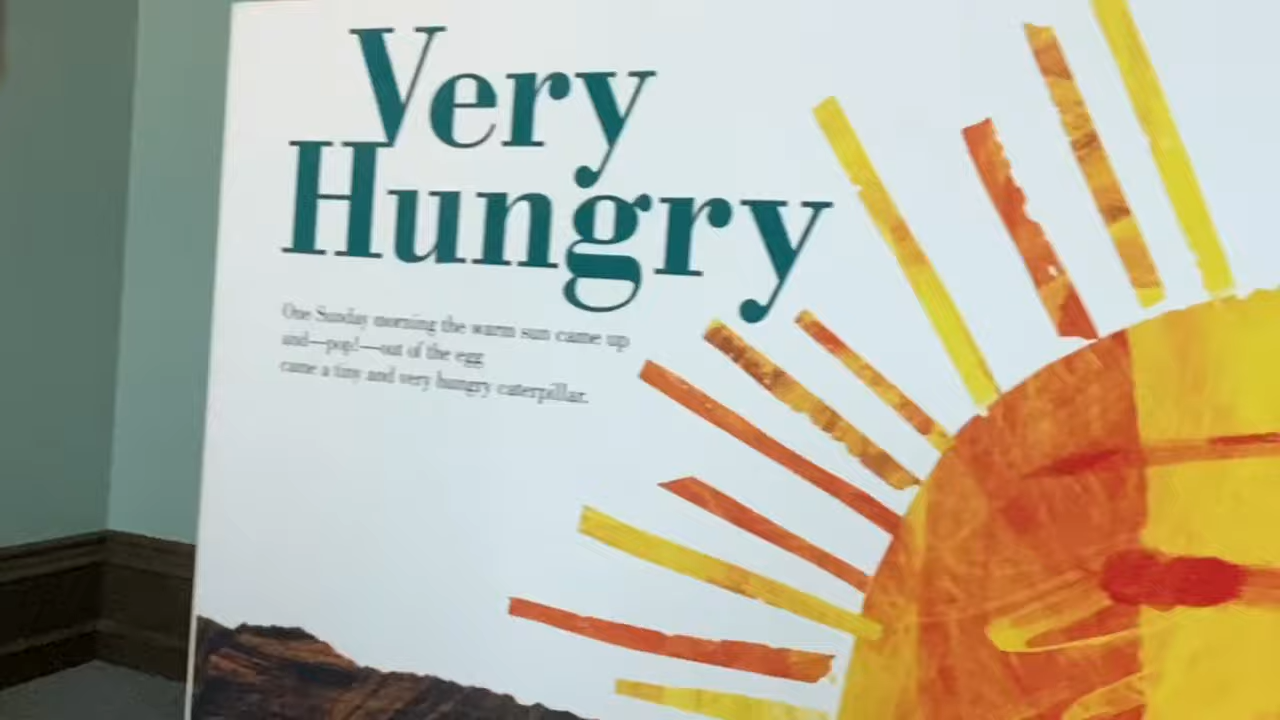 Very
Hungry
One Sunday morning the warm sun came up
and—pop!—out of the egg
came a tiny and very hungry caterpillar.